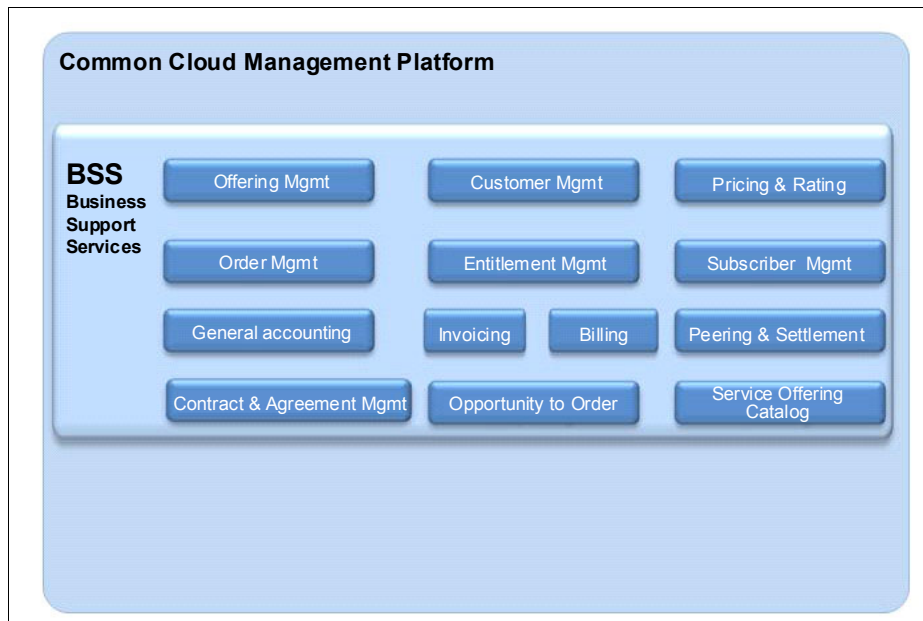 Common Cloud Management Platform
BSS
Business
Support
Services
Offering Mgmt
Customer Mgmt
Pricing & Rating
Order Mgmt
Entitlement Mgmt
Subscriber Mgmt
General accounting
Invoicing
Billing
Peering & Settlement
Contract & Agreement Mgmt
Opportunity to Order
Service Offering
Catalog